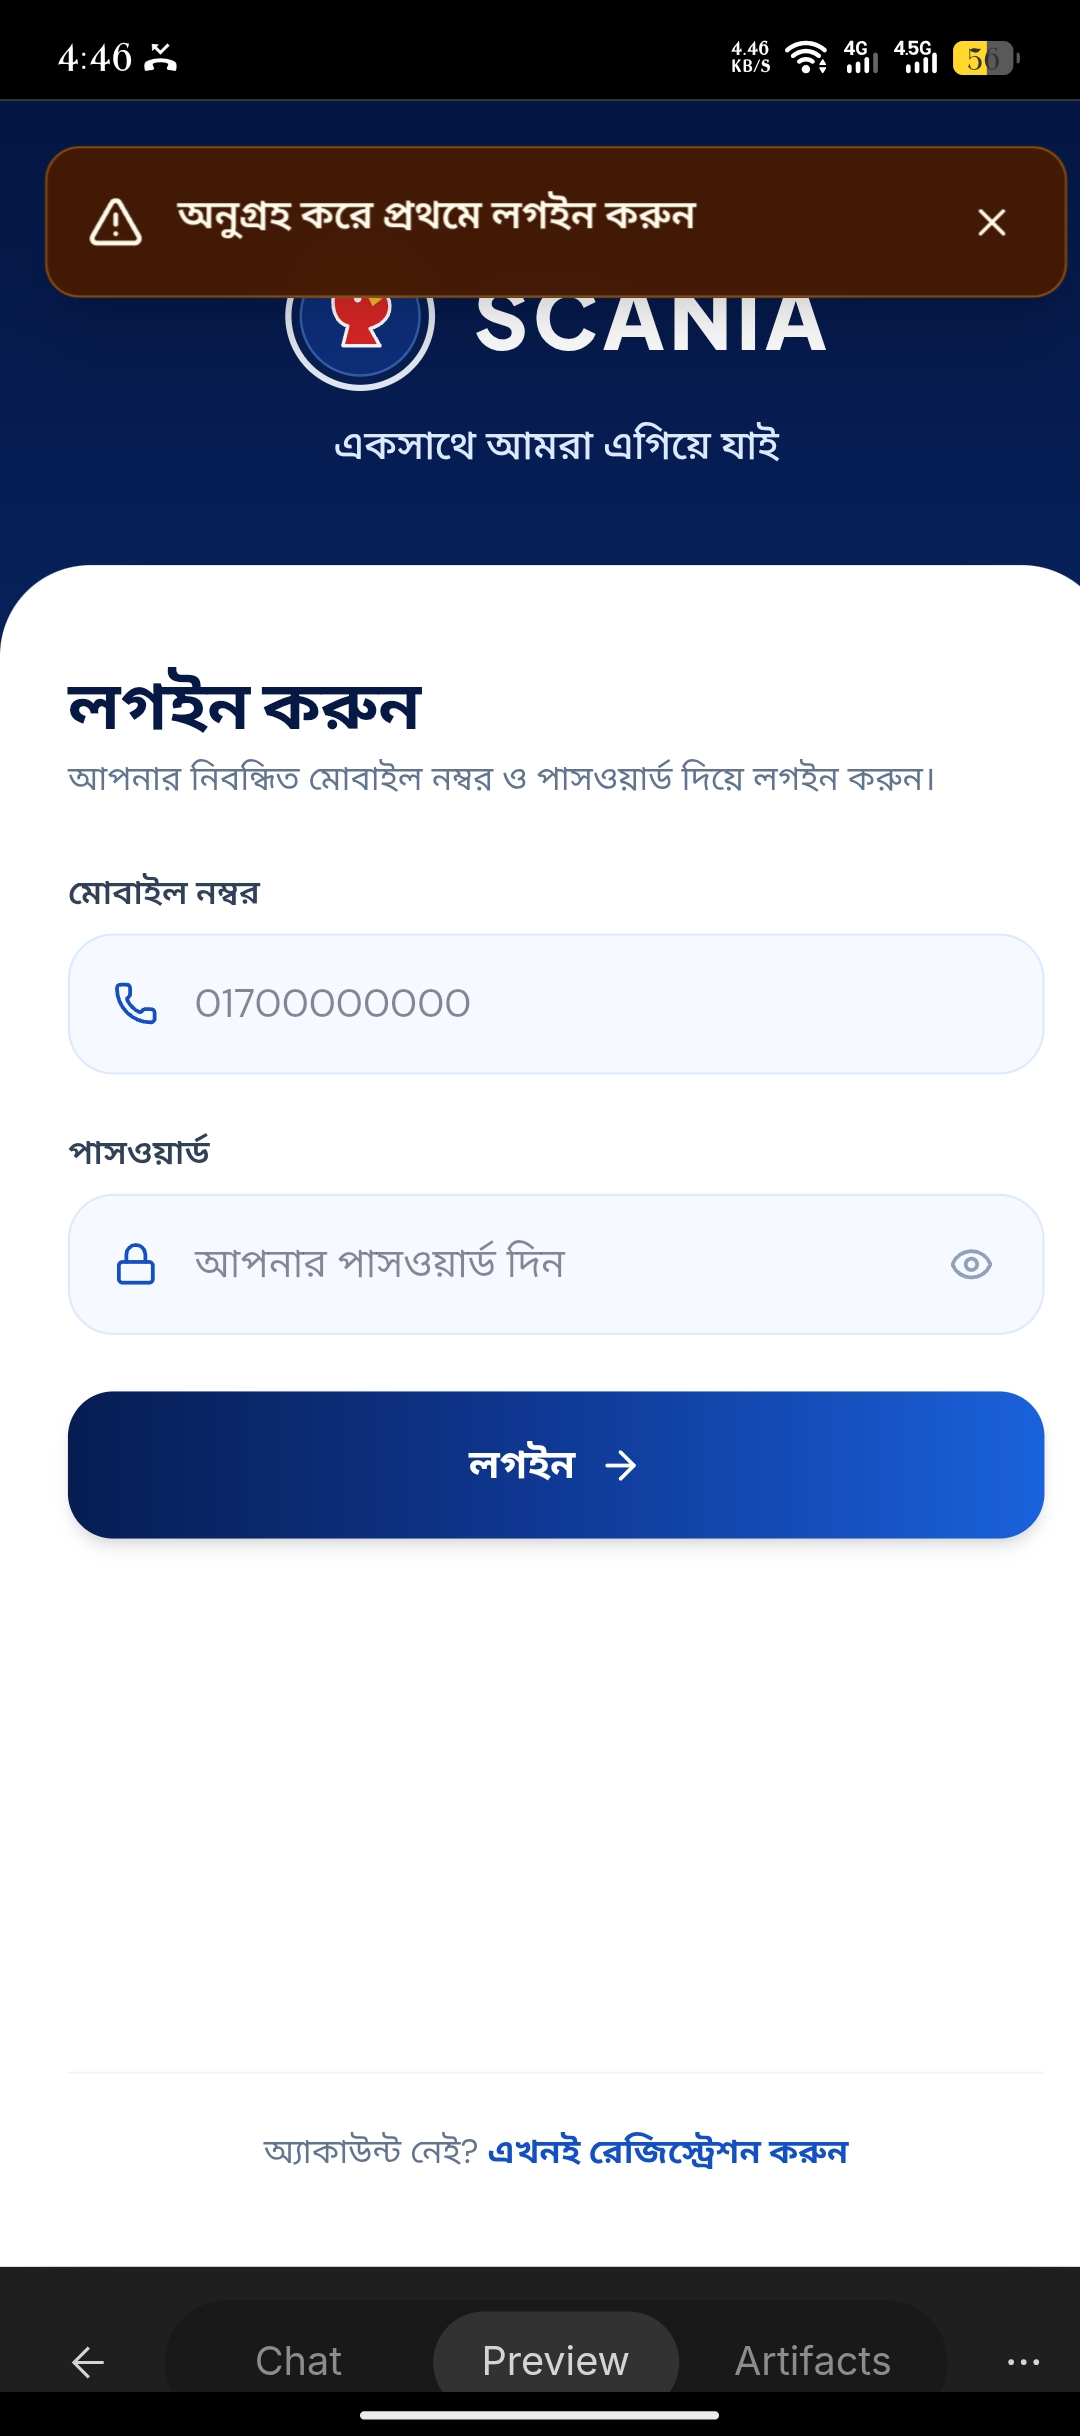 4:46
4.46 KB/S 4G 4.5G 56
অনুগ্রহ করে প্রথমে লগইন করুন
SCANIA
একসাথে আমরা এগিয়ে যাই
লগইন করুন
আপনার নিবন্ধিত মোবাইল নম্বর ও পাসওয়ার্ড দিয়ে লগইন করুন।
মোবাইল নম্বর
01700000000
পাসওয়ার্ড
আপনার পাসওয়ার্ড দিন
লগইন
অ্যাকাউন্ট নেই? এখনই রেজিস্ট্রেশন করুন
Chat Preview Artifacts